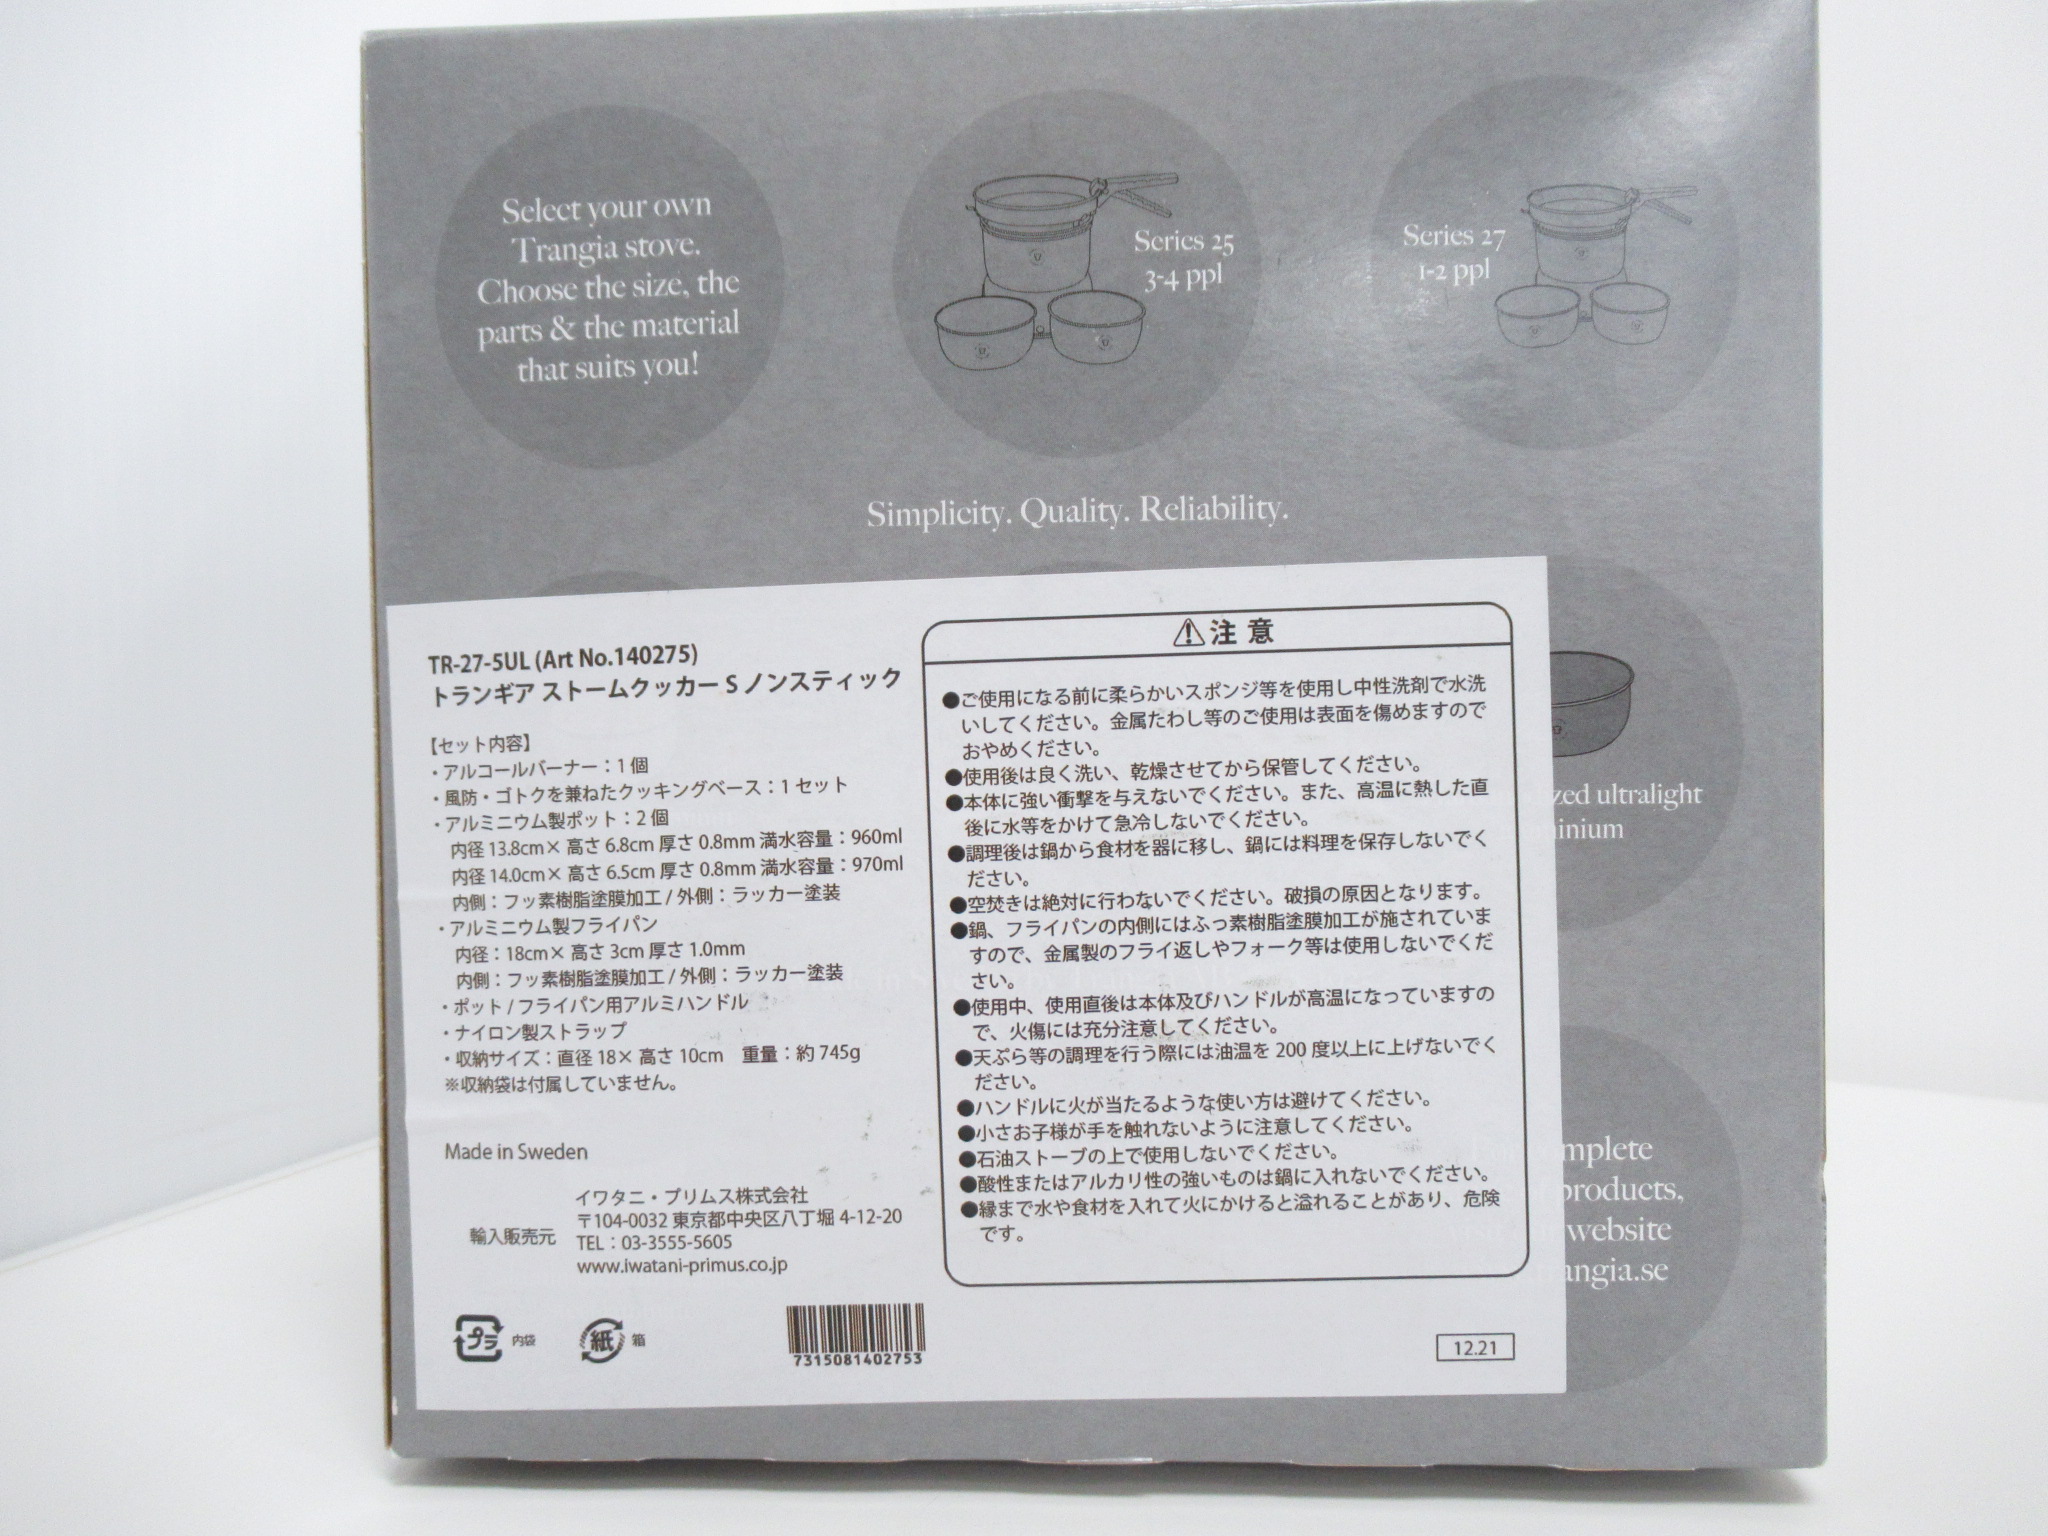 Select your own
Trangia stove.
Choose the size, the
parts & the material
that suits you!
Series 25
3-4 ppl
Series 27
1-2 ppl
Simplicity. Quality. Reliability.
TR-27-5UL (Art No.140275)
トランギア ストームクッカー S ノンスティック
【セット内容】
・アルコールバーナー：1 個
・風防・ゴトクを兼ねたクッキングベース：1 セット
・アルミニウム製ポット：2 個
内径 13.8cm× 高さ 6.8cm 厚さ 0.8mm 満水容量：960ml
内径 14.0cm× 高さ 6.5cm 厚さ 0.8mm 満水容量：970ml
内側：フッ素樹脂塗膜加工 / 外側：ラッカー塗装
・アルミニウム製フライパン
内径：18cm× 高さ 3cm 厚さ 1.0mm
内側：フッ素樹脂塗膜加工 / 外側：ラッカー塗装
・ポット / フライパン用アルミハンドル
・ナイロン製ストラップ
・収納サイズ：直径 18× 高さ 10cm 重量：約 745g
※収納袋は付属していません。
Made in Sweden
輸入販売元
イワタニ・プリムス株式会社
〒104-0032 東京都中央区八丁堀 4-12-20
TEL：03-3555-5605
www.iwatani-primus.co.jp
プラ 内袋
紙 箱
7315081402753
⚠注 意
●ご使用になる前に柔らかいスポンジ等を使用し中性洗剤で水洗
いしてください。金属たわし等のご使用は表面を傷めますので
おやめください。
●使用後は良く洗い、乾燥させてから保管してください。
●本体に強い衝撃を与えないでください。また、高温に熱した直
後に水等をかけて急冷しないでください。
●調理後は鍋から食材を器に移し、鍋には料理を保存しないでく
ださい。
●空焚きは絶対に行わないでください。破損の原因となります。
●鍋、フライパンの内側にはふっ素樹脂塗膜加工が施されていま
すので、金属製のフライ返しやフォーク等は使用しないでくだ
さい。
●使用中、使用直後は本体及びハンドルが高温になっていますの
で、火傷には充分注意してください。
●天ぷら等の調理を行う際には油温を 200 度以上に上げないでく
ださい。
●ハンドルに火が当たるような使い方は避けてください。
●小さお子様が手を触れないように注意してください。
●石油ストーブの上で使用しないでください。
●酸性またはアルカリ性の強いものは鍋に入れないでください。
●縁まで水や食材を入れて火にかけると溢れることがあり、危険
です。
12.21
zed ultralight
inium
mplete
products,
website
angia.se